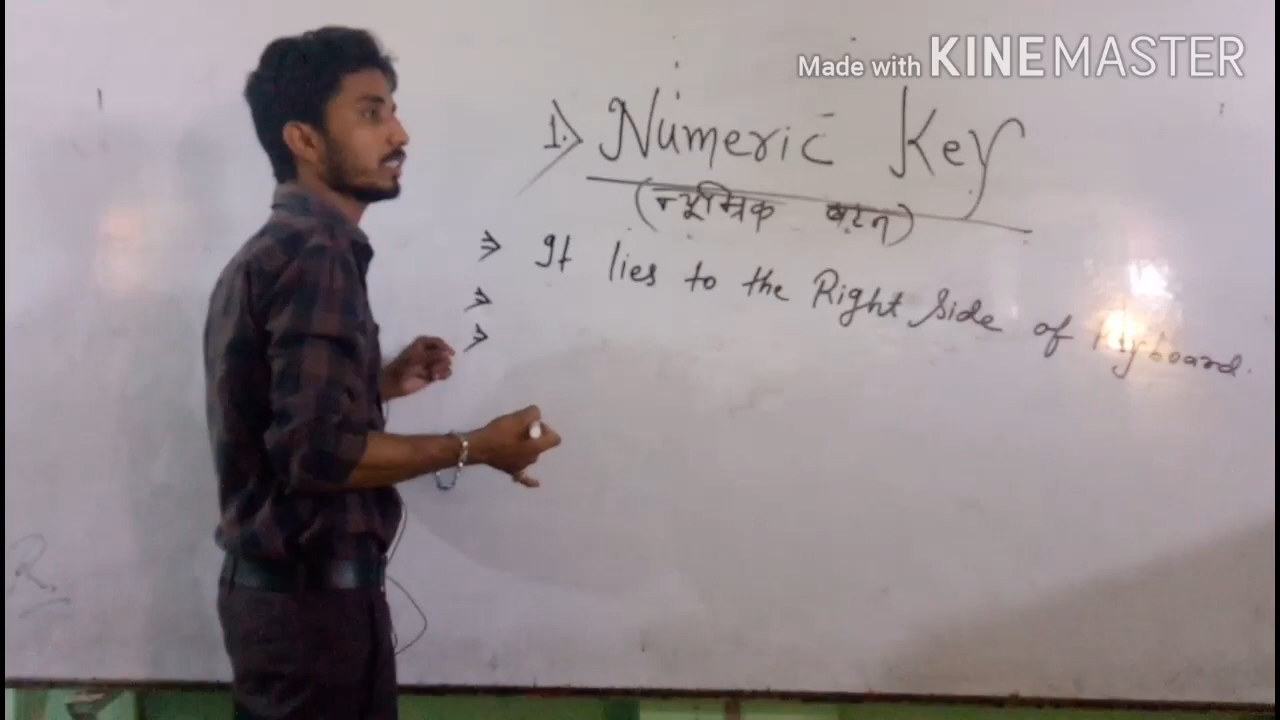 Made with KINEMASTER
1.) Numeric Key
(न्यूम्रिक बटन)
⇒ It lies to the Right Side of Keyboard.
⇒
⇒
R.